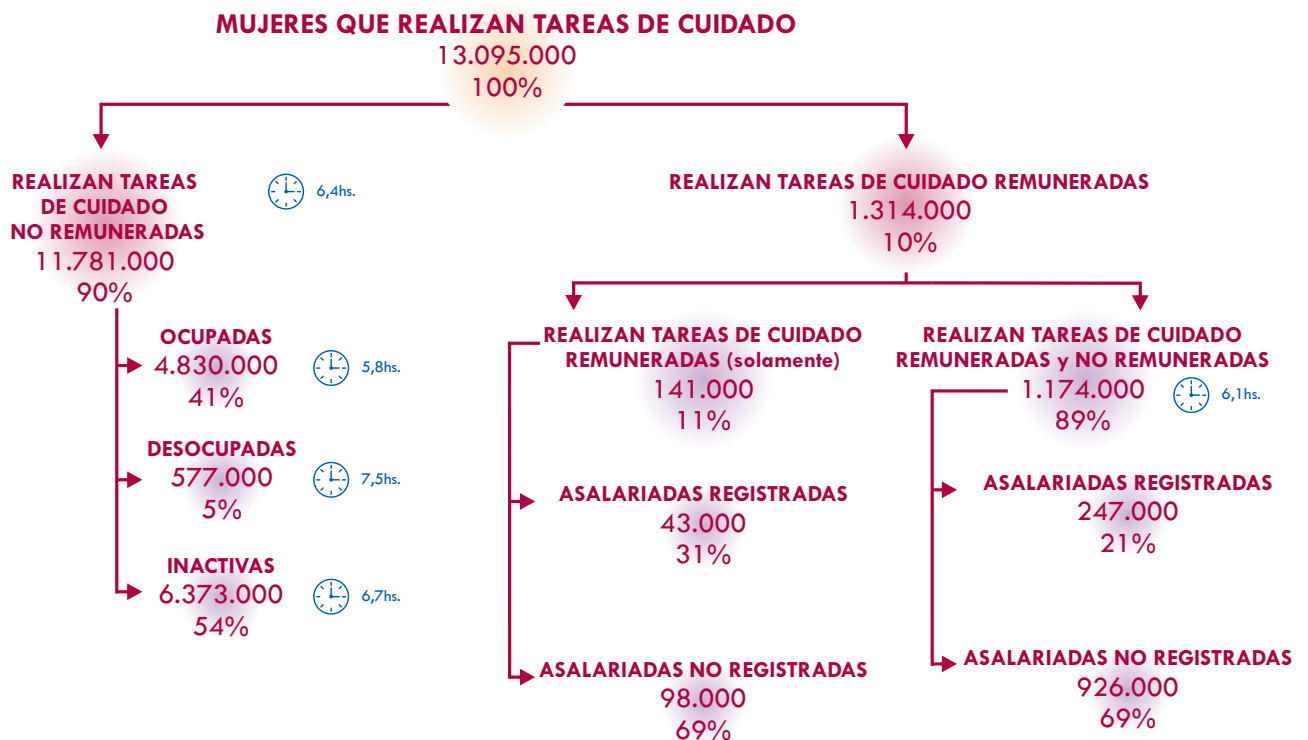 MUJERES QUE REALIZAN TAREAS DE CUIDADO
13.095.000
100%
REALIZAN TAREAS
DE CUIDADO
NO REMUNERADAS
11.781.000
90%
6,4hs.
OCUPADAS
4.830.000
41%
5,8hs.
DESOCUPADAS
577.000
5%
7,5hs.
INACTIVAS
6.373.000
54%
6,7hs.
REALIZAN TAREAS DE CUIDADO REMUNERADAS
1.314.000
10%
REALIZAN TAREAS DE CUIDADO
REMUNERADAS (solamente)
141.000
11%
ASALARIADAS REGISTRADAS
43.000
31%
ASALARIADAS NO REGISTRADAS
98.000
69%
REALIZAN TAREAS DE CUIDADO
REMUNERADAS y NO REMUNERADAS
1.174.000
89%
6,1hs.
ASALARIADAS REGISTRADAS
247.000
21%
ASALARIADAS NO REGISTRADAS
926.000
69%